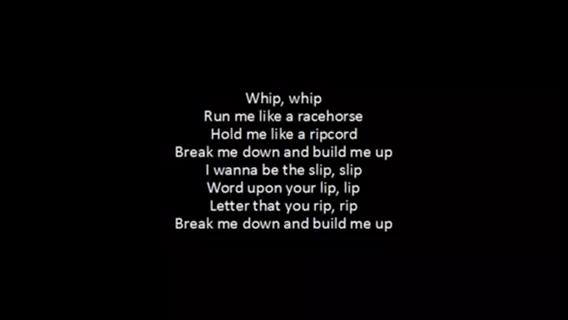 Whip, whip
Run me like a racehorse
Hold me like a ripcord
Break me down and build me up
I wanna be the slip, slip
Word upon your lip, lip
Letter that you rip, rip
Break me down and build me up